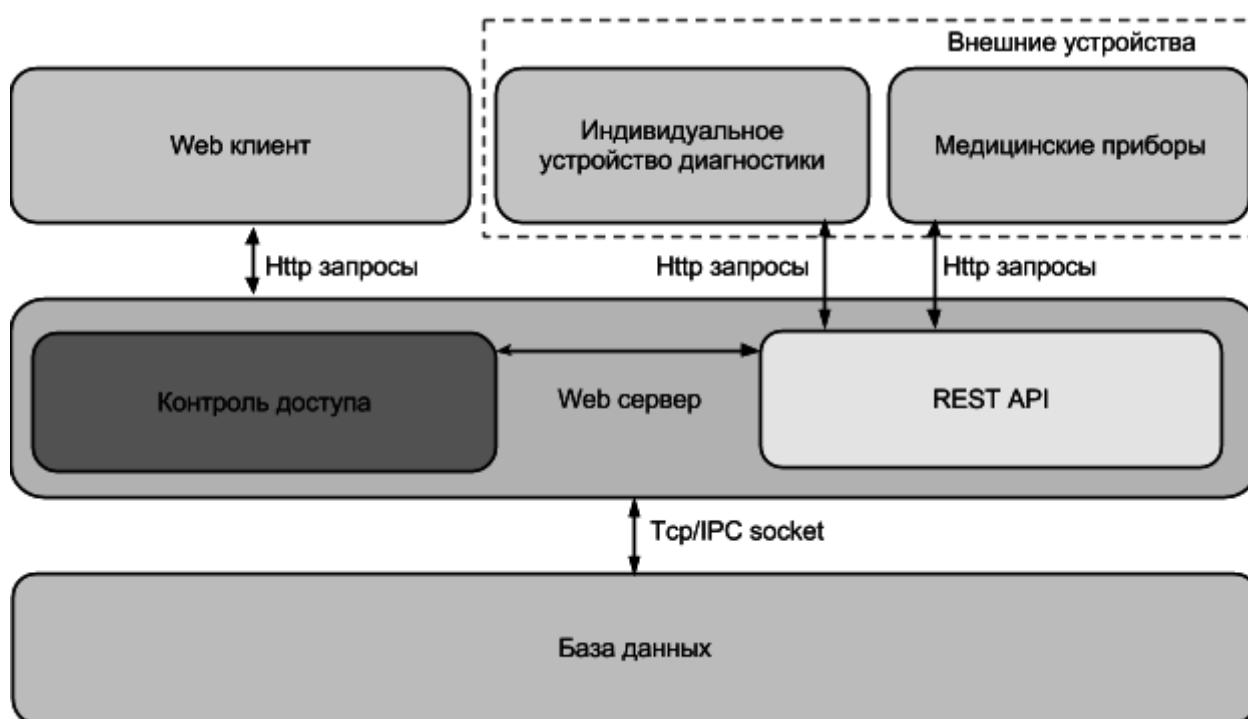 Внешние устройства
Web клиент
Индивидуальное
устройство диагностики
Медицинские приборы
Http запросы
Http запросы
Http запросы
Контроль доступа
Web сервер
REST API
Tcp/IPC socket
База данных